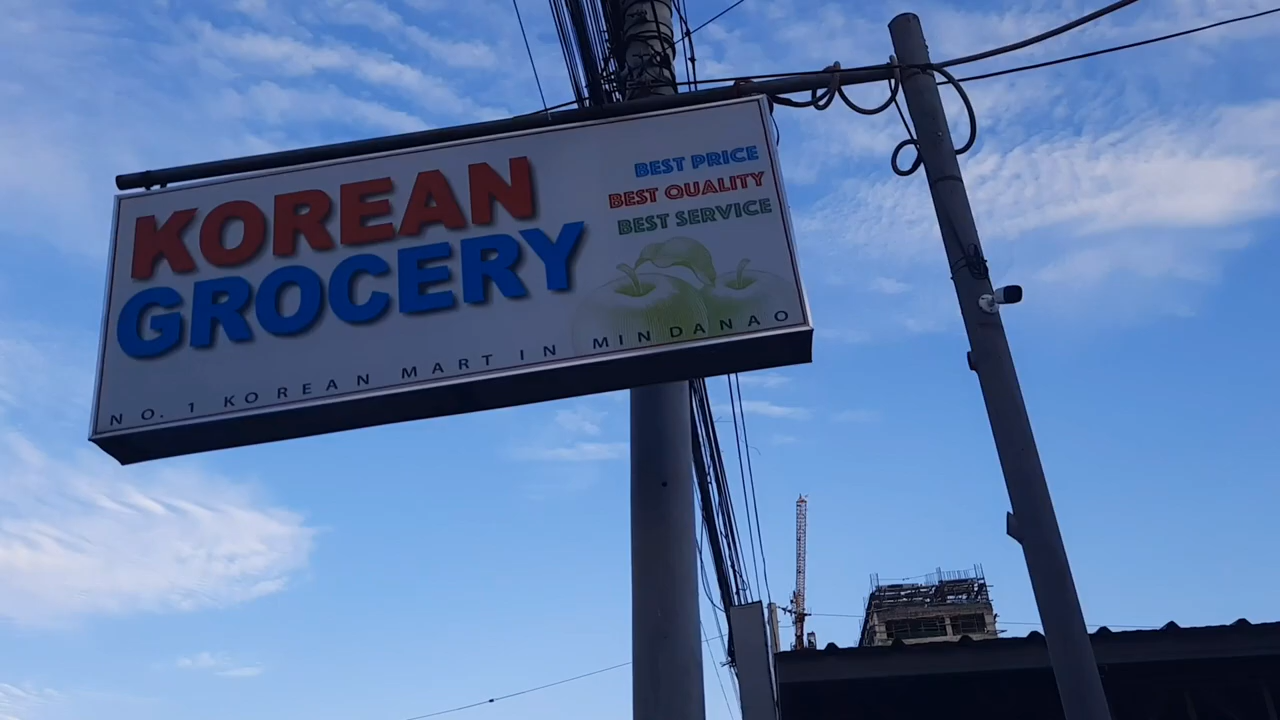 KOREAN
GROCERY
BEST PRICE
BEST QUALITY
BEST SERVICE
NO. 1 KOREAN MART IN MINDANAO